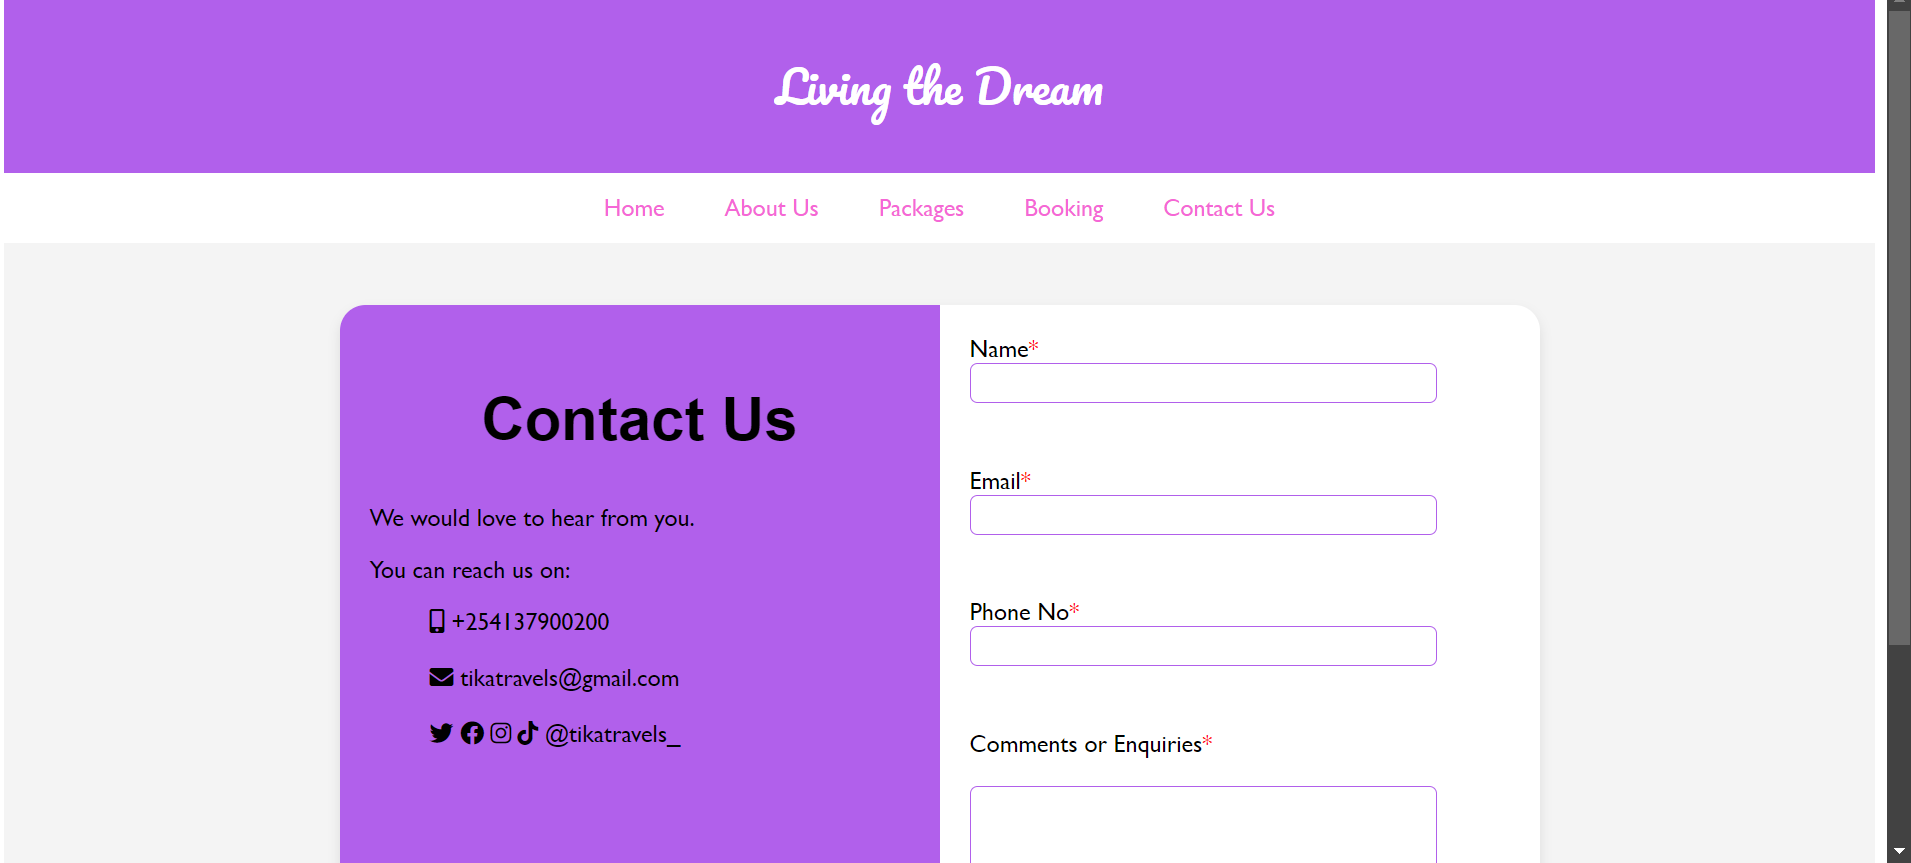 Living the Dream
Home About Us Packages Booking Contact Us
Contact Us
We would love to hear from you.
You can reach us on:
+254137900200
tikatravels@gmail.com
@tikatravels_
Name*
Email*
Phone No*
Comments or Enquiries*